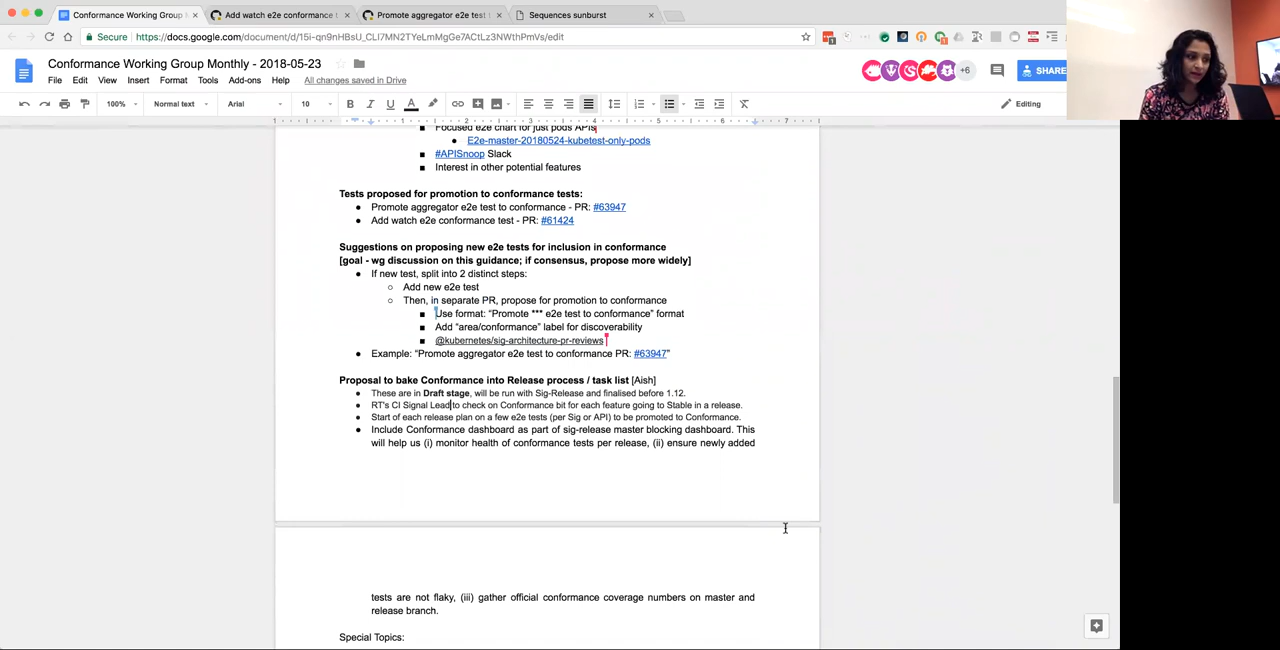 Conformance Working Group
Add watch e2e conformance t
Promote aggregator e2e test
Sequences sunburst
Secure
https://docs.google.com/document/d/15i-qn9nHBsU_CLI7MN2TYeLmMgGe7ACtLz3NWthPmVs/edit
Conformance Working Group Monthly - 2018-05-23
File Edit View Insert Format Tools Add-ons Help All changes saved in Drive
+6
SHARE
100% Normal text Arial 10 B I U A Editing
1 1 2 3 4 5 6 7
Focused e2e chart for just pods APIs
E2e-master-20180524-kubetest-only-pods
#APISnoop Slack
Interest in other potential features
Tests proposed for promotion to conformance tests:
Promote aggregator e2e test to conformance - PR: #63947
Add watch e2e conformance test - PR: #61424
Suggestions on proposing new e2e tests for inclusion in conformance
[goal - wg discussion on this guidance; if consensus, propose more widely]
If new test, split into 2 distinct steps:
Add new e2e test
Then, in separate PR, propose for promotion to conformance
Use format: “Promote *** e2e test to conformance” format
Add “area/conformance” label for discoverability
@kubernetes/sig-architecture-pr-reviews
Example: “Promote aggregator e2e test to conformance PR: #63947”
Proposal to bake Conformance into Release process / task list [Aish]
These are in Draft stage, will be run with Sig-Release and finalised before 1.12.
RT's CI Signal Lead to check on Conformance bit for each feature going to Stable in a release.
Start of each release plan on a few e2e tests (per Sig or API) to be promoted to Conformance.
Include Conformance dashboard as part of sig-release master blocking dashboard. This
will help us (i) monitor health of conformance tests per release, (ii) ensure newly added
tests are not flaky, (iii) gather official conformance coverage numbers on master and
release branch.
Special Topics: